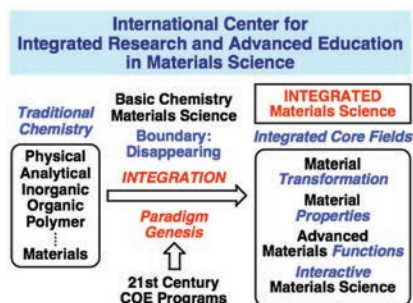 International Center for
Integrated Research and Advanced Education
in Materials Science
Traditional
Chemistry
Physical
Analytical
Inorganic
Organic
Polymer
Materials
Basic Chemistry
Materials Science
Boundary:
Disappearing
INTEGRATION
Paradigm
Genesis
21st Century
COE Programs
INTEGRATED
Materials Science
Integrated Core Fields
Material
Transformation
Material
Properties
Advanced
Materials Functions
Interactive
Materials Science